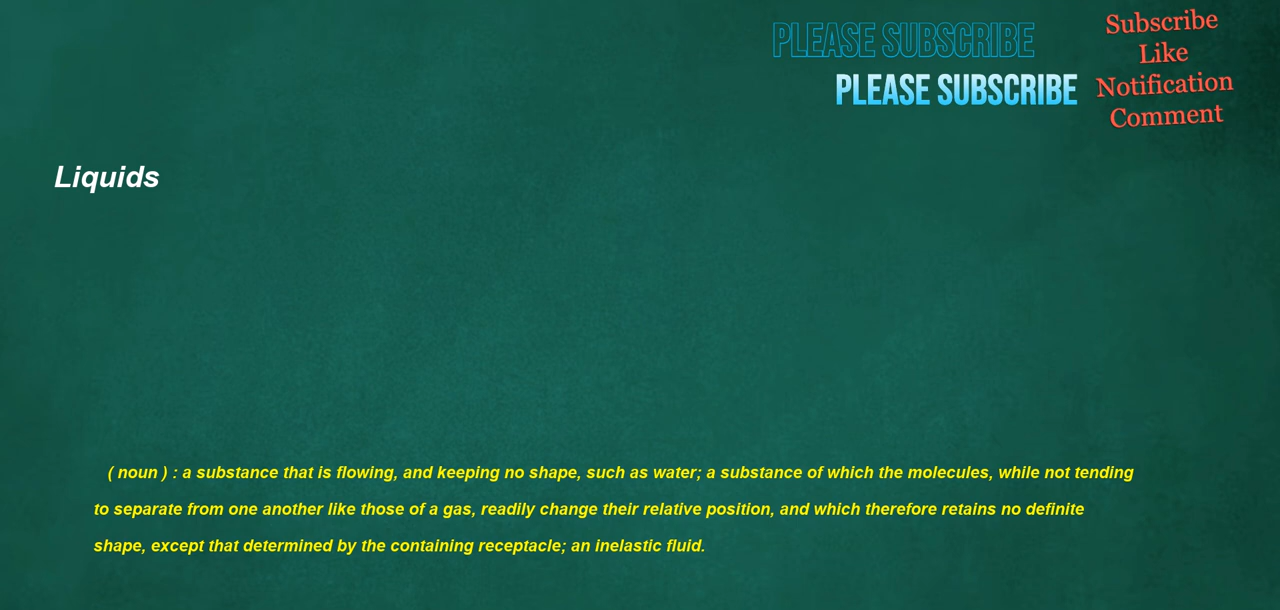 PLEASE SUBSCRIBE
PLEASE SUBSCRIBE
Subscribe
Like
Notification
Comment
Liquids
( noun ) : a substance that is flowing, and keeping no shape, such as water; a substance of which the molecules, while not tending
to separate from one another like those of a gas, readily change their relative position, and which therefore retains no definite
shape, except that determined by the containing receptacle; an inelastic fluid.